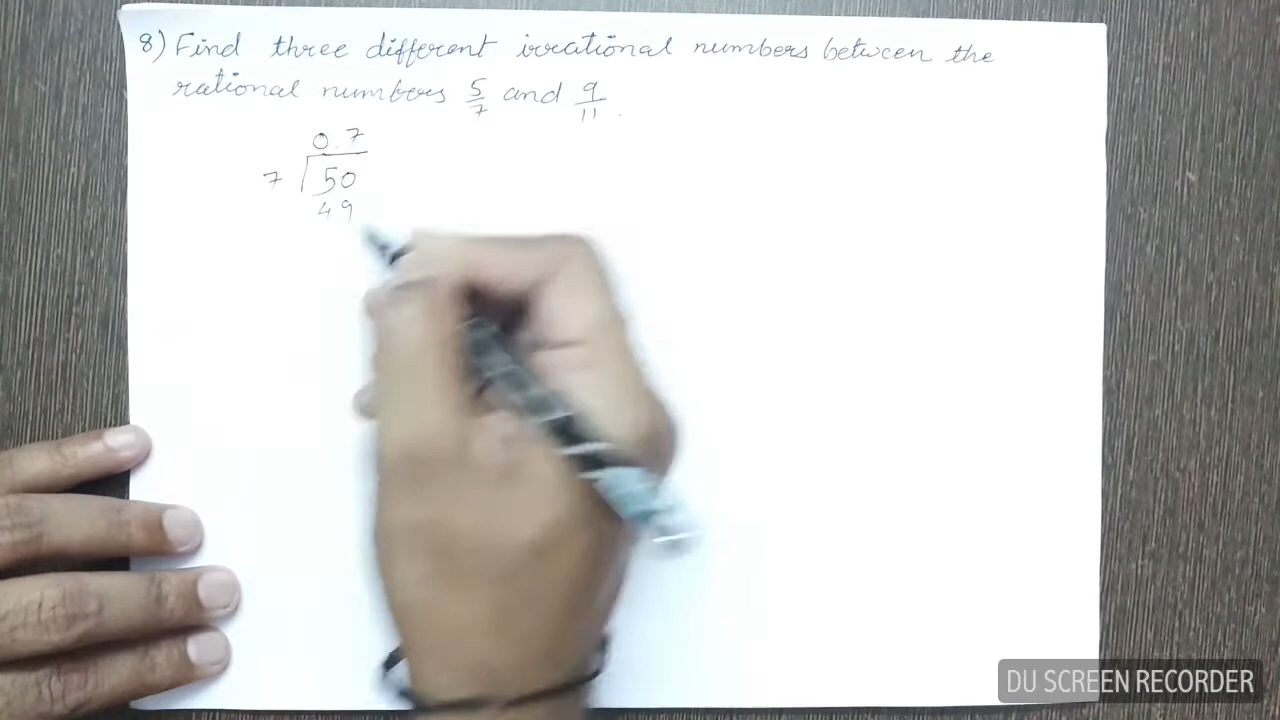 8) Find three different irrational numbers between the
rational numbers 5/7 and 9/11.
0.7
7 50
49
DU SCREEN RECORDER